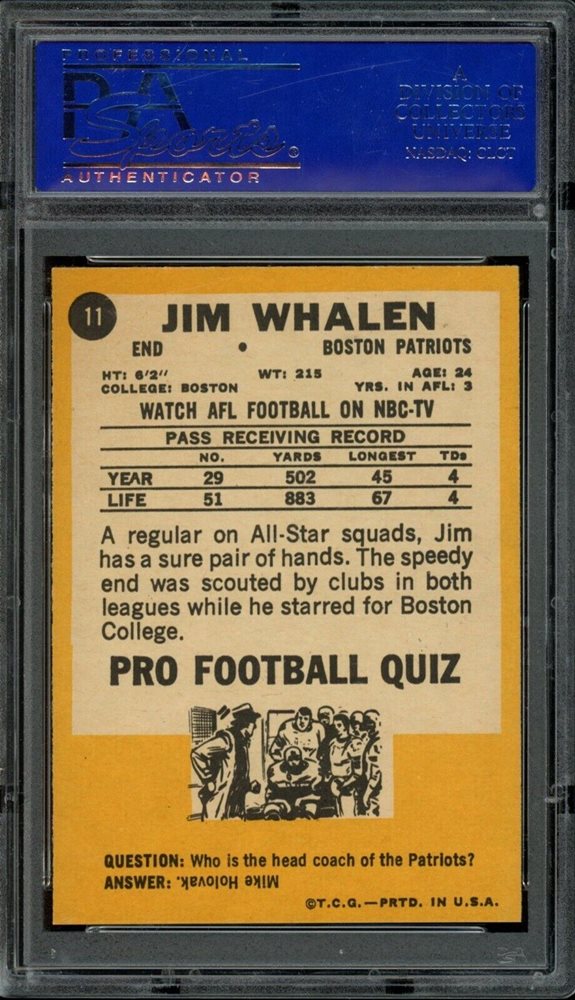 PROFESSIONAL
PSA
Sports
AUTHENTICATOR
A
DIVISION OF
COLLECTORS
UNIVERSE
NASDAQ: CLCT
11
JIM WHALEN
END • BOSTON PATRIOTS
HT: 6'2" WT: 215 AGE: 24
COLLEGE: BOSTON YRS. IN AFL: 3
WATCH AFL FOOTBALL ON NBC-TV
PASS RECEIVING RECORD
NO. YARDS LONGEST TDs
YEAR 29 502 45 4
LIFE 51 883 67 4
A regular on All-Star squads, Jim
has a sure pair of hands. The speedy
end was scouted by clubs in both
leagues while he starred for Boston
College.
PRO FOOTBALL QUIZ
QUESTION: Who is the head coach of the Patriots?
ANSWER: Mike Holovak.
©T.C.G.—PRTD. IN U.S.A.
PSA